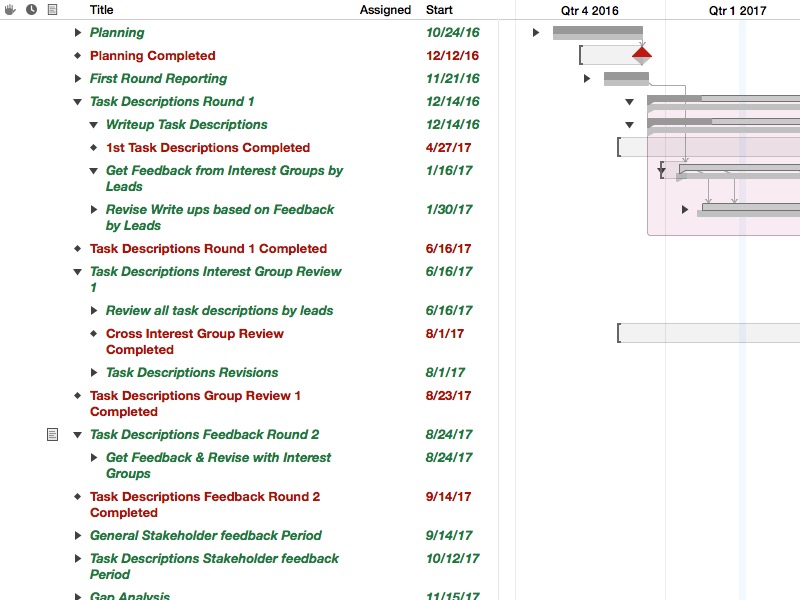 Title Assigned Start Qtr 4 2016 Qtr 1 2017
Planning 10/24/16
Planning Completed 12/12/16
First Round Reporting 11/21/16
Task Descriptions Round 1 12/14/16
Writeup Task Descriptions 12/14/16
1st Task Descriptions Completed 4/27/17
Get Feedback from Interest Groups by 1/16/17
Leads
Revise Write ups based on Feedback 1/30/17
by Leads
Task Descriptions Round 1 Completed 6/16/17
Task Descriptions Interest Group Review 6/16/17
1
Review all task descriptions by leads 6/16/17
Cross Interest Group Review 8/1/17
Completed
Task Descriptions Revisions 8/1/17
Task Descriptions Group Review 1 8/23/17
Completed
Task Descriptions Feedback Round 2 8/24/17
Get Feedback & Revise with Interest 8/24/17
Groups
Task Descriptions Feedback Round 2 9/14/17
Completed
General Stakeholder feedback Period 9/14/17
Task Descriptions Stakeholder feedback 10/12/17
Period
Gap Analysis 11/15/17